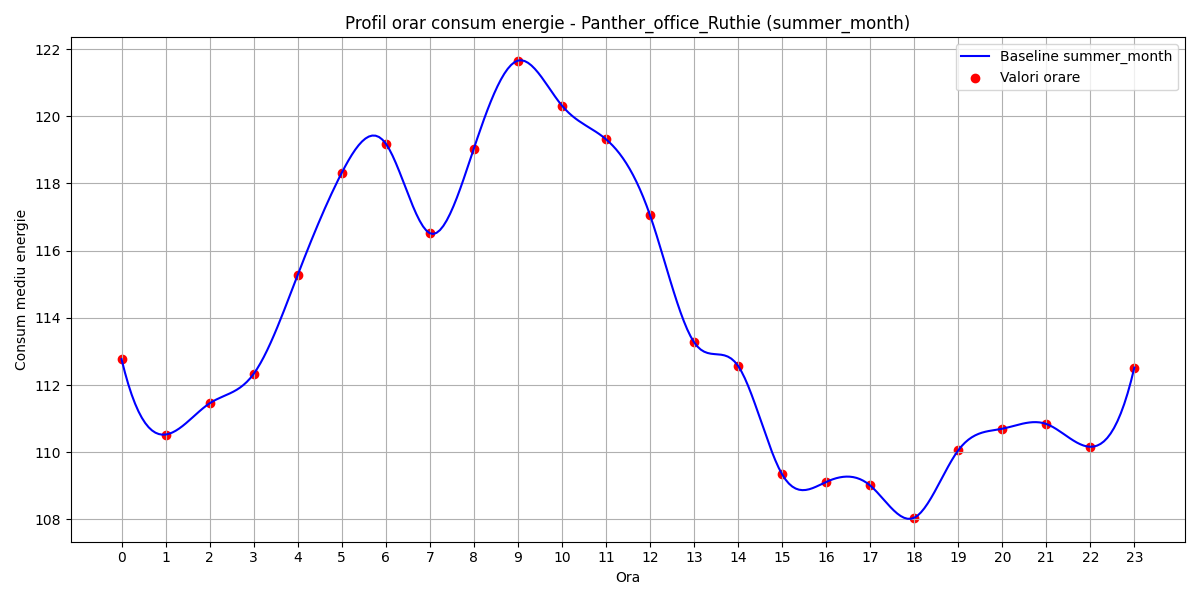 Profil orar consum energie - Panther_office_Ruthie (summer_month)
Baseline summer_month
Valori orare
Consum mediu energie
122
120
118
116
114
112
110
108
0 1 2 3 4 5 6 7 8 9 10 11 12 13 14 15 16 17 18 19 20 21 22 23
Ora